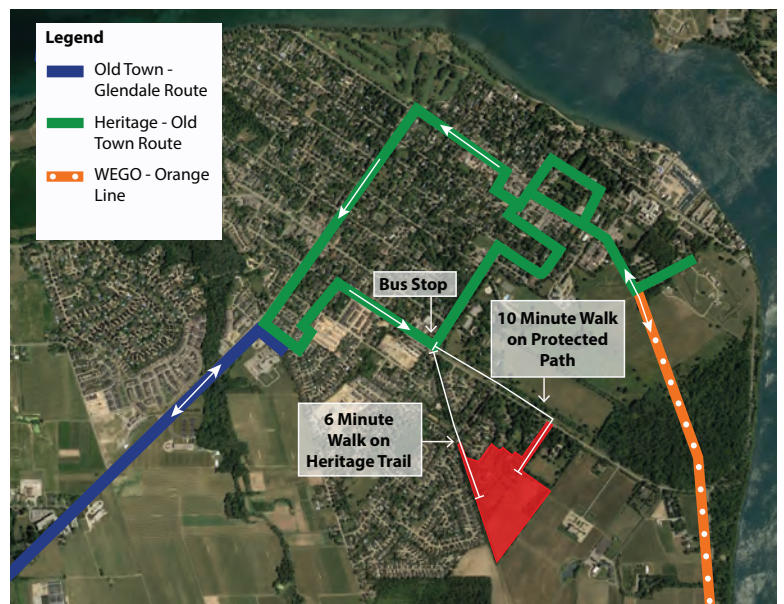 Legend
Old Town -
Glendale Route
Heritage - Old
Town Route
WEGO - Orange
Line
Bus Stop
10 Minute Walk
on Protected
Path
6 Minute
Walk on
Heritage Trail